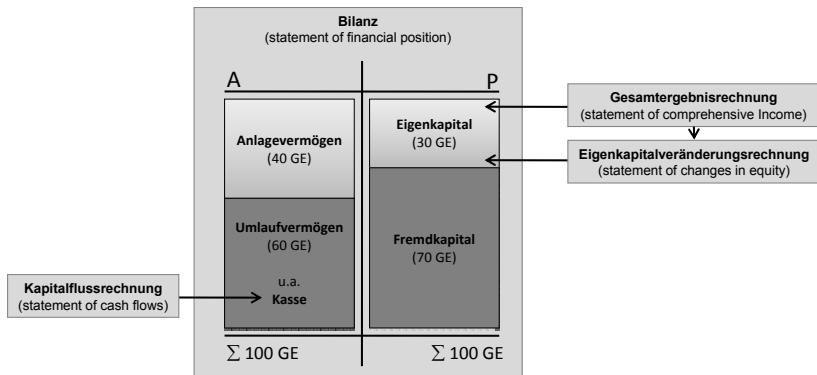 Bilanz
(statement of financial position)
A
P
Anlagevermögen
(40 GE)
Eigenkapital
(30 GE)
Gesamtergebnisrechnung
(statement of comprehensive Income)
Eigenkapitalveränderungsrechnung
(statement of changes in equity)
Umlaufvermögen
(60 GE)
u.a.
Kasse
Fremdkapital
(70 GE)
Kapitalflussrechnung
(statement of cash flows)
∑ 100 GE
∑ 100 GE